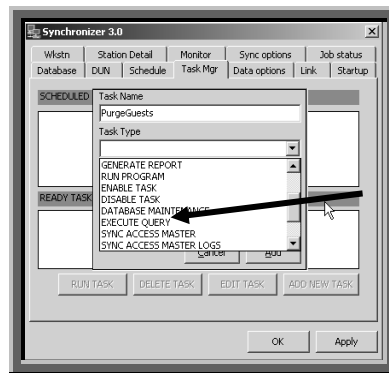 Synchronizer 3.0
Wkstn Station Detail Monitor Sync options Job status
Database DUN Schedule Task Mgr Data options Link Startup
SCHEDULED
Task Name
PurgeGuests
Task Type
GENERATE REPORT
RUN PROGRAM
ENABLE TASK
DISABLE TASK
DATABASE MAINTENANCE
EXECUTE QUERY
SYNC ACCESS MASTER
SYNC ACCESS MASTER LOGS
READY TASK
Cancel Add
RUN TASK DELETE TASK EDIT TASK ADD NEW TASK
OK Apply